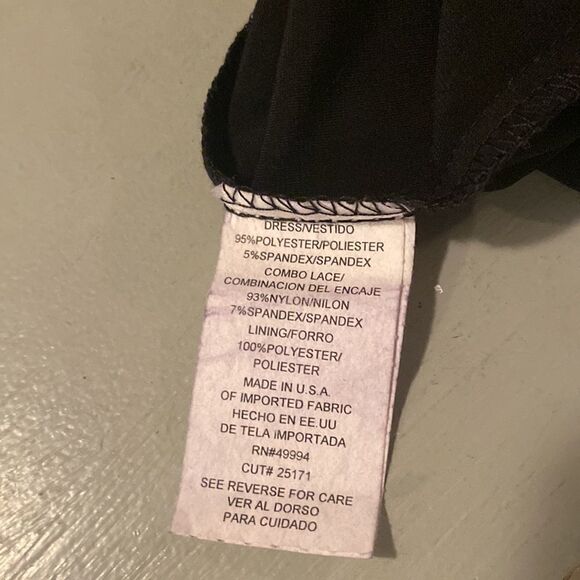 DRESS/VESTIDO
95%POLYESTER/POLIESTER
5%SPANDEX/SPANDEX
COMBO LACE/
COMBINACION DEL ENCAJE
93%NYLON/NILON
7%SPANDEX/SPANDEX
LINING/FORRO
100%POLYESTER/
POLIESTER
MADE IN U.S.A.
OF IMPORTED FABRIC
HECHO EN EE.UU
DE TELA IMPORTADA
RN#49994
CUT# 25171
SEE REVERSE FOR CARE
VER AL DORSO
PARA CUIDADO